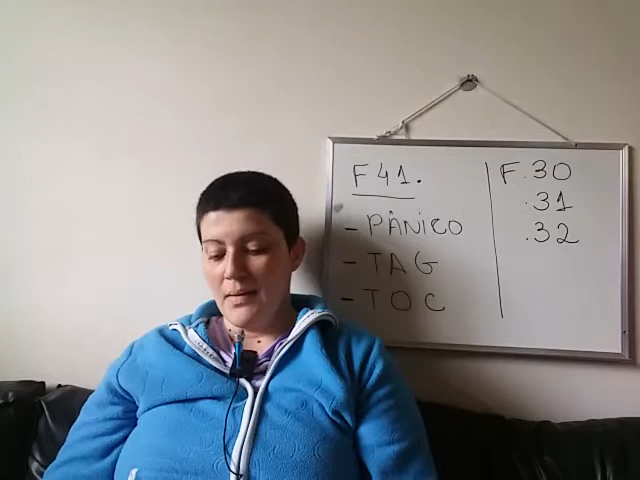 F41.
- PÂNICO
- TAG
- TOC
F.30
.31
.32